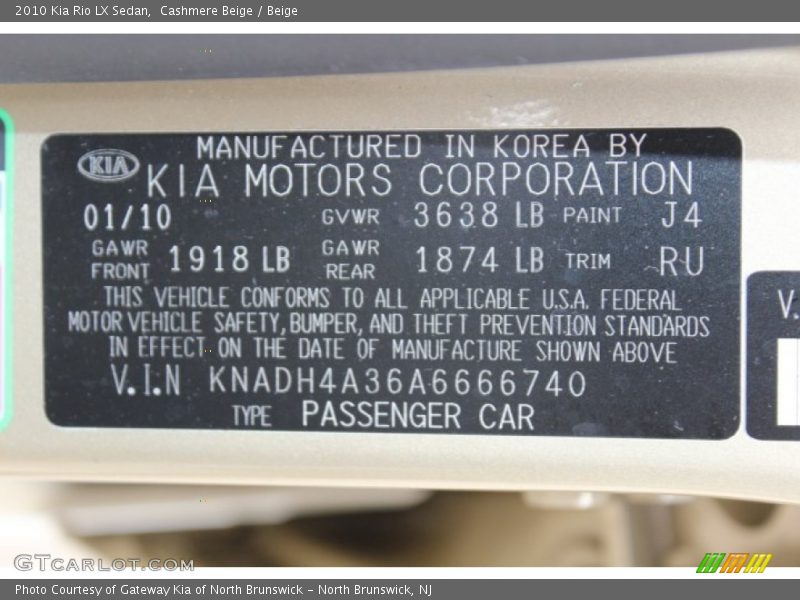 2010 Kia Rio LX Sedan, Cashmere Beige / Beige
MANUFACTURED IN KOREA BY
KIA KIA MOTORS CORPORATION
01/10 GVWR 3638 LB PAINT J4
GAWR FRONT 1918 LB GAWR REAR 1874 LB TRIM RU
THIS VEHICLE CONFORMS TO ALL APPLICABLE U.S.A. FEDERAL
MOTOR VEHICLE SAFETY, BUMPER, AND THEFT PREVENTION STANDARDS
IN EFFECT ON THE DATE OF MANUFACTURE SHOWN ABOVE
V.I.N KNADH4A36A6666740
TYPE PASSENGER CAR
V.
GTCARLOT.COM
Photo Courtesy of Gateway Kia of North Brunswick - North Brunswick, NJ